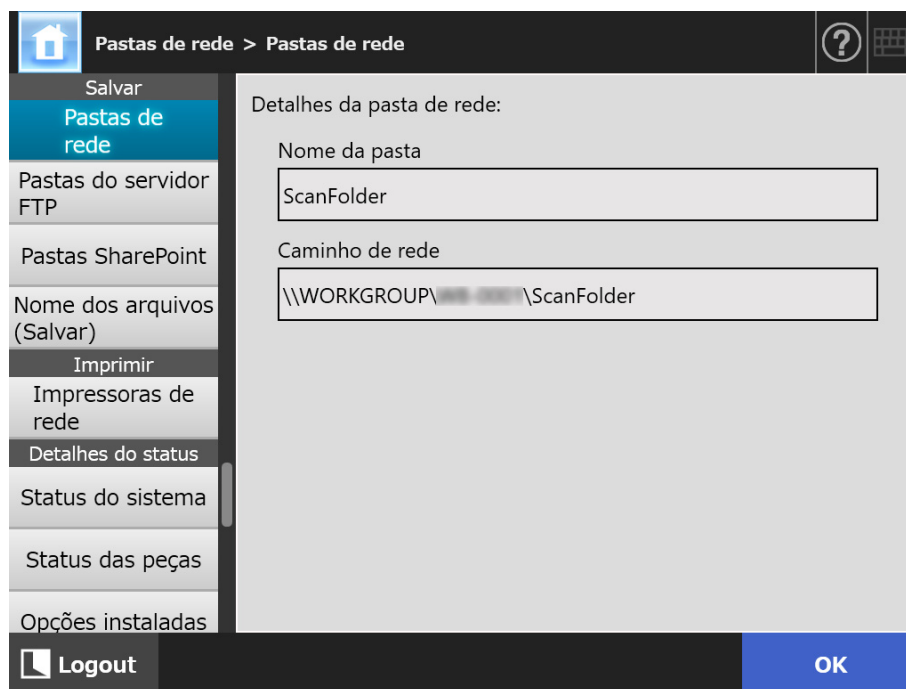 Pastas de rede > Pastas de rede
?
Salvar
Pastas de
rede
Pastas do servidor
FTP
Pastas SharePoint
Nome dos arquivos
(Salvar)
Imprimir
Impressoras de
rede
Detalhes do status
Status do sistema
Status das peças
Opções instaladas
Detalhes da pasta de rede:
Nome da pasta
ScanFolder
Caminho de rede
\\WORKGROUP\ \ScanFolder
Logout
OK